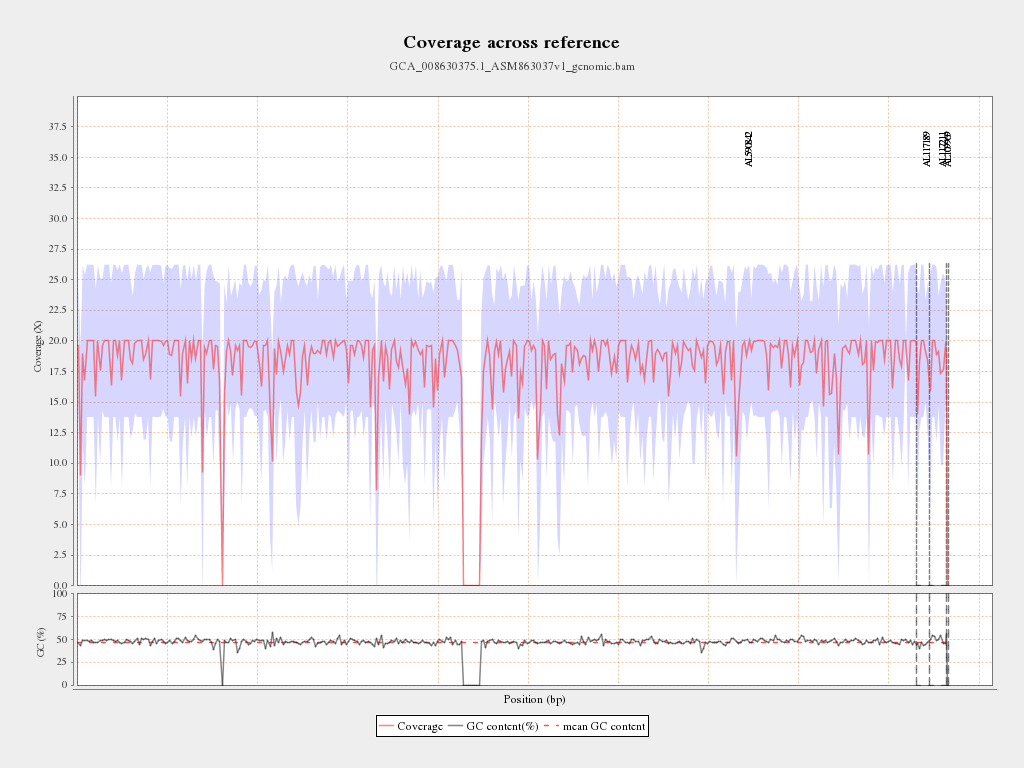 Coverage across reference
GCA_008630375.1_ASM863037v1_genomic.bam
37.5
35.0
32.5
30.0
27.5
25.0
22.5
20.0
17.5
15.0
12.5
10.0
7.5
5.0
2.5
0.0
Coverage (X)
AL590842
AL117189
AL117211
AL109969
100
75
50
25
0
GC (%)
Position (bp)
Coverage GC content(%) mean GC content